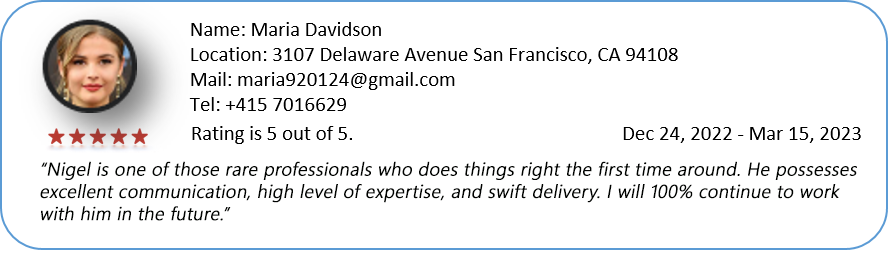 Name: Maria Davidson
Location: 3107 Delaware Avenue San Francisco, CA 94108
Mail: maria920124@gmail.com
Tel: +415 7016629
Rating is 5 out of 5. Dec 24, 2022 - Mar 15, 2023
“Nigel is one of those rare professionals who does things right the first time around. He possesses
excellent communication, high level of expertise, and swift delivery. I will 100% continue to work
with him in the future.”